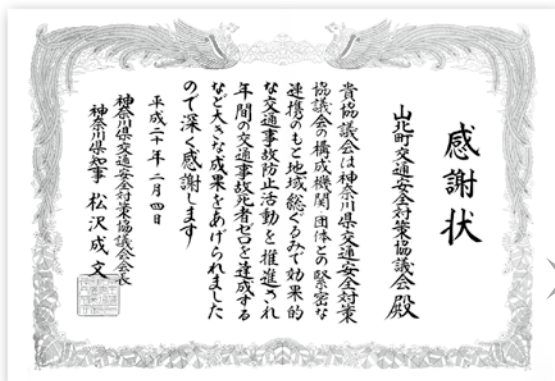 感謝状
山北町交通安全対策協議会殿
貴協議会は神奈川県交通安全対策
協議会の構成機関・団体との緊密な
連携のもと地域総ぐるみで効果的
な交通事故防止活動を推進され
年間の交通事故死者ゼロを達成する
など大きな成果をあげられました
ので深く感謝します
平成二十年二月四日
神奈川県交通安全対策協議会会長
神奈川県知事 松沢成文